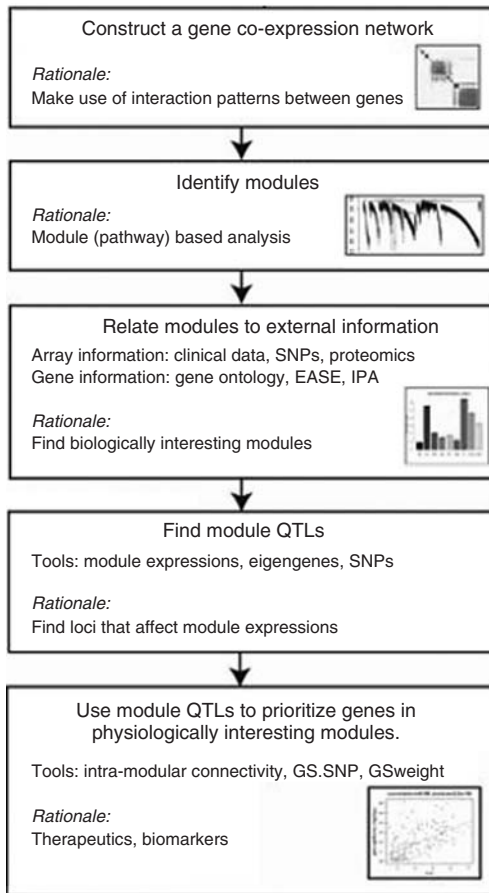 Construct a gene co-expression network
Rationale:
Make use of interaction patterns between genes
Identify modules
Rationale:
Module (pathway) based analysis
Relate modules to external information
Array information: clinical data, SNPs, proteomics
Gene information: gene ontology, EASE, IPA
Rationale:
Find biologically interesting modules
Find module QTLs
Tools: module expressions, eigengenes, SNPs
Rationale:
Find loci that affect module expressions
Use module QTLs to prioritize genes in
physiologically interesting modules.
Tools: intra-modular connectivity, GS.SNP, GSweight
Rationale:
Therapeutics, biomarkers